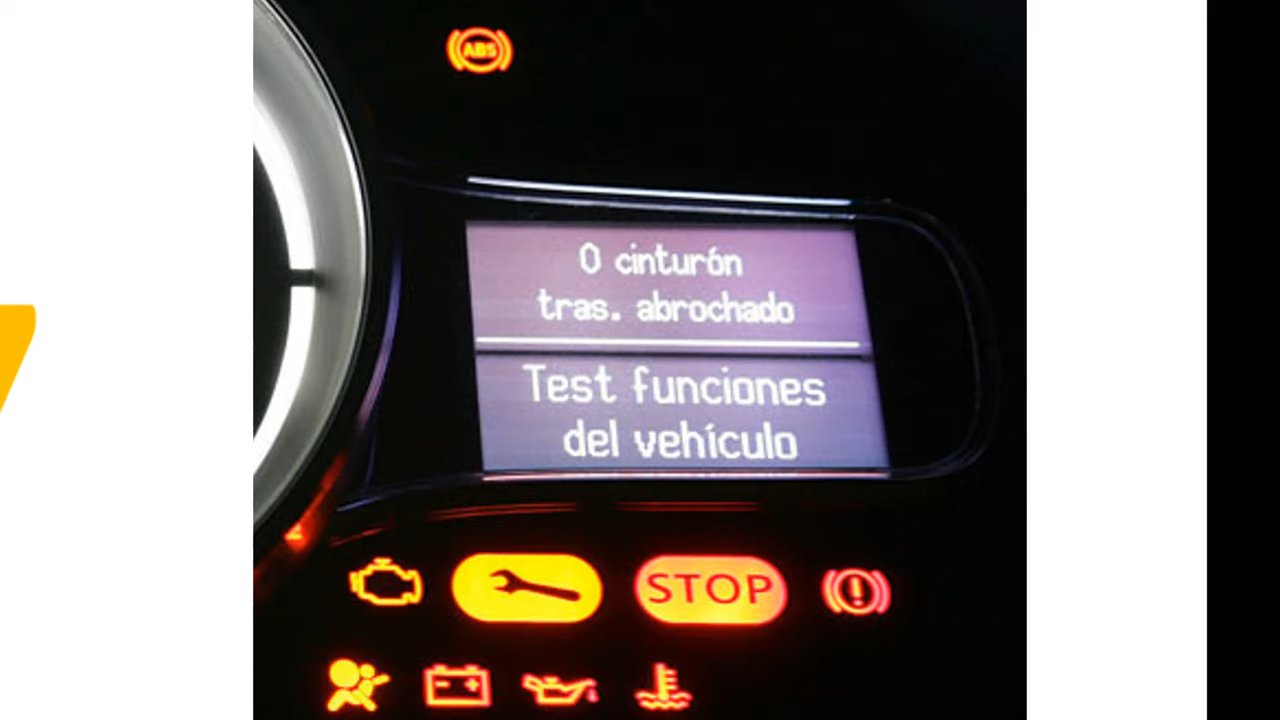 ABS
0 cinturón
tras. abrochado
Test funciones
del vehículo
STOP